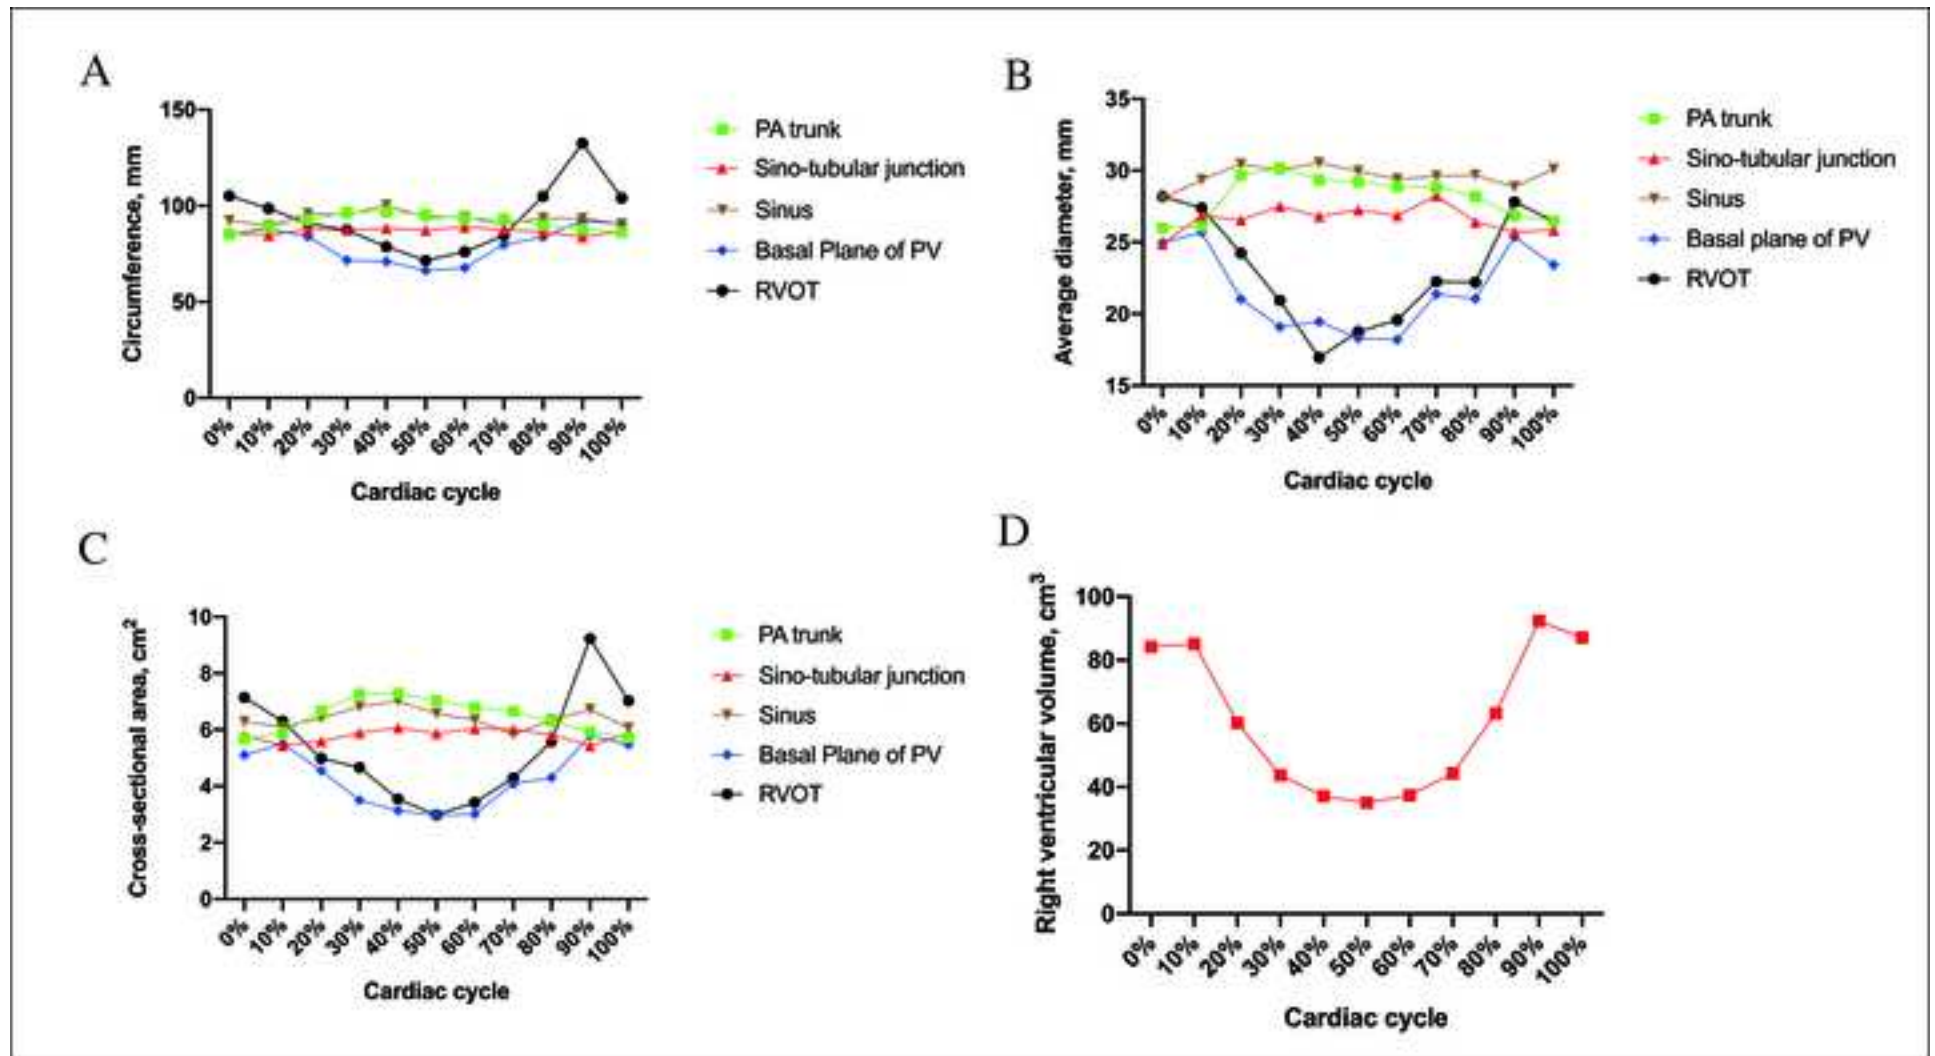 A
150
100
50
0
Circumference, mm
0% 10% 20% 30% 40% 50% 60% 70% 80% 90% 100%
Cardiac cycle
PA trunk
Sino-tubular junction
Sinus
Basal Plane of PV
RVOT
B
35
30
25
20
15
Average diameter, mm
0% 10% 20% 30% 40% 50% 60% 70% 80% 90% 100%
Cardiac cycle
PA trunk
Sino-tubular junction
Sinus
Basal plane of PV
RVOT
C
10
8
6
4
2
0
Cross-sectional area, cm²
0% 10% 20% 30% 40% 50% 60% 70% 80% 90% 100%
Cardiac cycle
PA trunk
Sino-tubular junction
Sinus
Basal Plane of PV
RVOT
D
100
80
60
40
20
0
Right ventricular volume, cm³
0% 10% 20% 30% 40% 50% 60% 70% 80% 90% 100%
Cardiac cycle